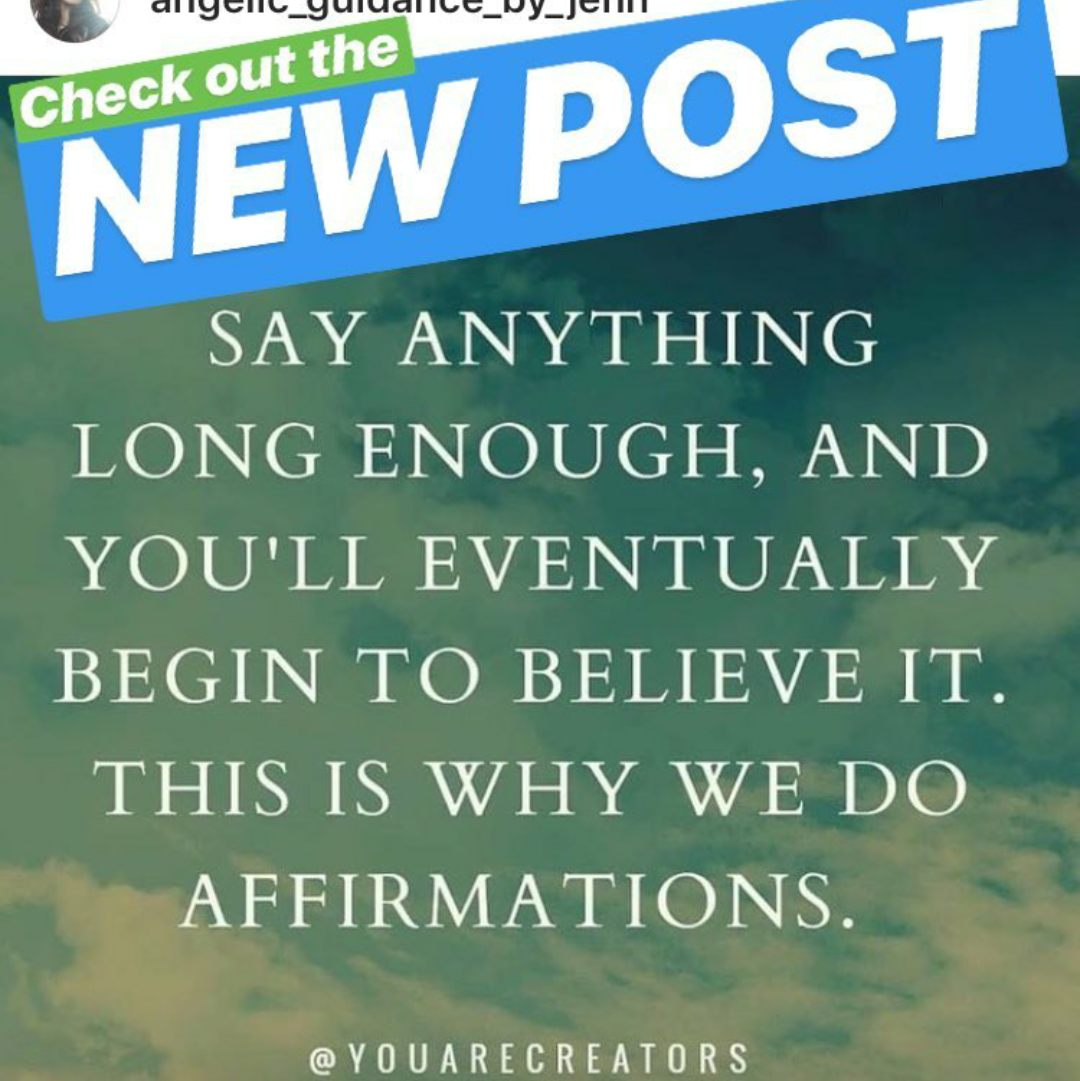 angelic_guidance_by_jenn
Check out the
NEW POST
SAY ANYTHING
LONG ENOUGH, AND
YOU'LL EVENTUALLY
BEGIN TO BELIEVE IT.
THIS IS WHY WE DO
AFFIRMATIONS.
@YOUARECREATORS